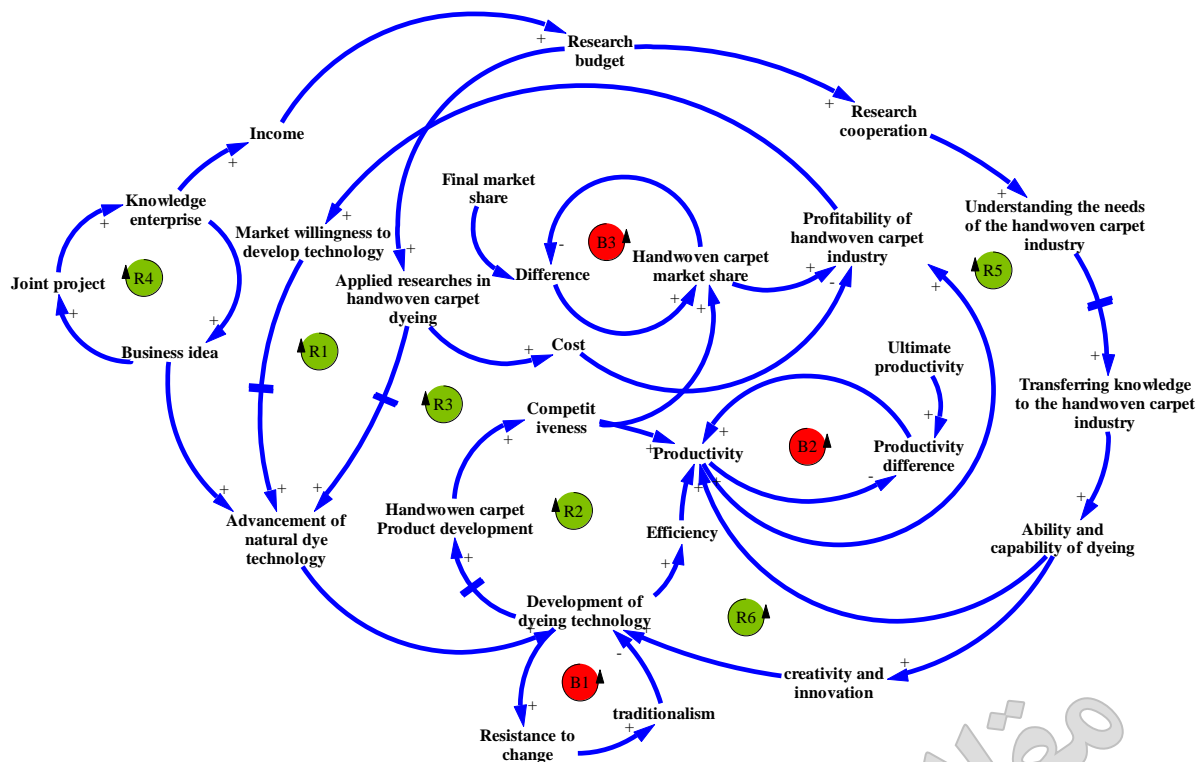 Research
budget
+
Income
+
Research
cooperation
+
Knowledge
enterprise
+
Final market
share
Market willingness to
develop technology
+
Profitability of
handwoven carpet
industry
+
-
+
Understanding the needs
of the handwoven carpet
industry
+
Joint project
+
R4
B3
R5
Difference
-
+
Handwoven carpet
market share
+
+
Applied researches in
handwoven carpet
dyeing
+
Business idea
+
R1
Cost
+
Ultimate
productivity
Transferring knowledge
to the handwoven carpet
industry
+
R3
Competit
iveness
+
Productivity
+
+
+
+
B2
Productivity
difference
+
-
Advancement of
natural dye
technology
+
+
+
Handwoven carpet
Product development
+
R2
Efficiency
+
Ability and
capability of dyeing
+
Development of
dyeing technology
+
-
+
R6
creativity and
innovation
+
B1
traditionalism
+
Resistance to
change
+